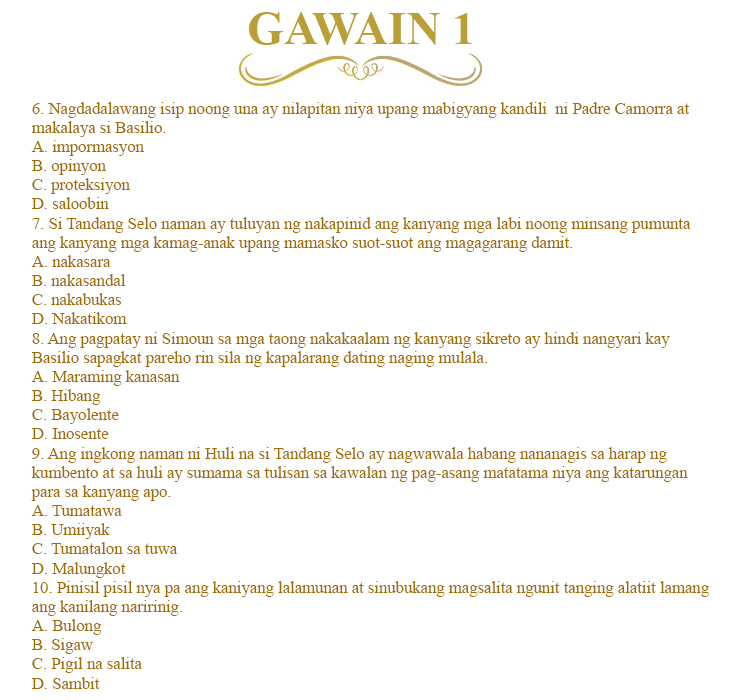 GAWAIN 1
6. Nagdadalawang isip noong una ay nilapitan niya upang mabigyang kandili  ni Padre Camorra at
makalaya si Basilio.
A. impormasyon
B. opinyon
C. proteksiyon
D. saloobin
7. Si Tandang Selo naman ay tuluyan ng nakapinid ang kanyang mga labi noong minsang pumunta
ang kanyang mga kamag-anak upang mamasko suot-suot ang magagarang damit.
A. nakasara
B. nakasandal
C. nakabukas
D. Nakatikom
8. Ang pagpatay ni Simoun sa mga taong nakakaalam ng kanyang sikreto ay hindi nangyari kay
Basilio sapagkat pareho rin sila ng kapalarang dating naging mulala.
A. Maraming kanasan
B. Hibang
C. Bayolente
D. Inosente
9. Ang ingkong naman ni Huli na si Tandang Selo ay nagwawala habang nananagis sa harap ng
kumbento at sa huli ay sumama sa tulisan sa kawalan ng pag-asang matatama niya ang katarungan
para sa kanyang apo.
A. Tumatawa
B. Umiiyak
C. Tumatalon sa tuwa
D. Malungkot
10. Pinisil pisil nya pa ang kaniyang lalamunan at sinubukang magsalita ngunit tanging alatiit lamang
ang kanilang naririnig.
A. Bulong
B. Sigaw
C. Pigil na salita
D. Sambit